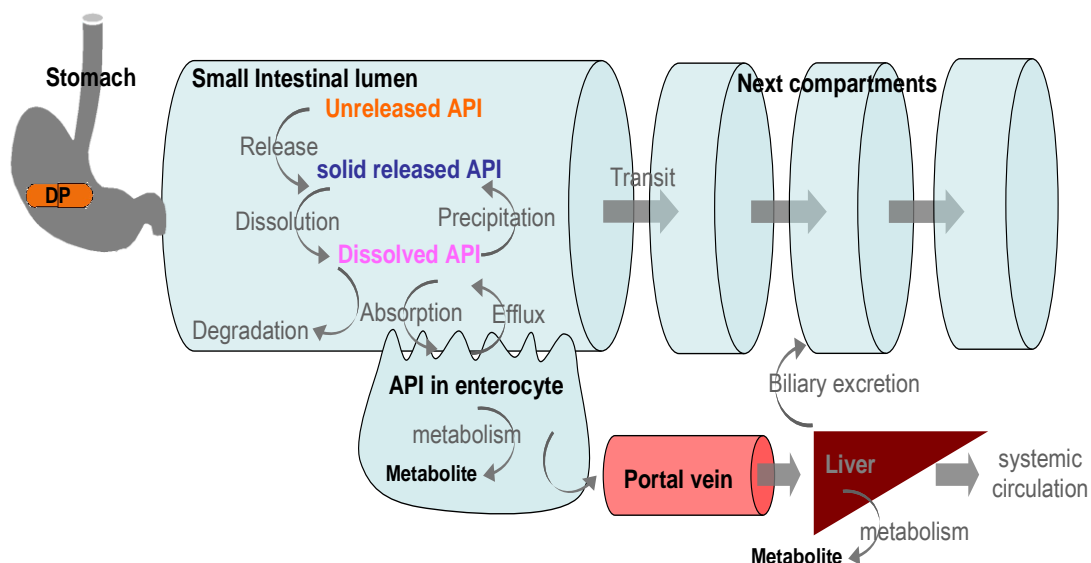 Stomach
Small Intestinal lumen
Next compartments
Unreleased API
Release
solid released API
Transit
DP
Dissolution
Precipitation
Dissolved API
Absorption
Efflux
Degradation
API in enterocyte
Biliary excretion
metabolism
Metabolite
Portal vein
Liver
systemic
circulation
metabolism
Metabolite